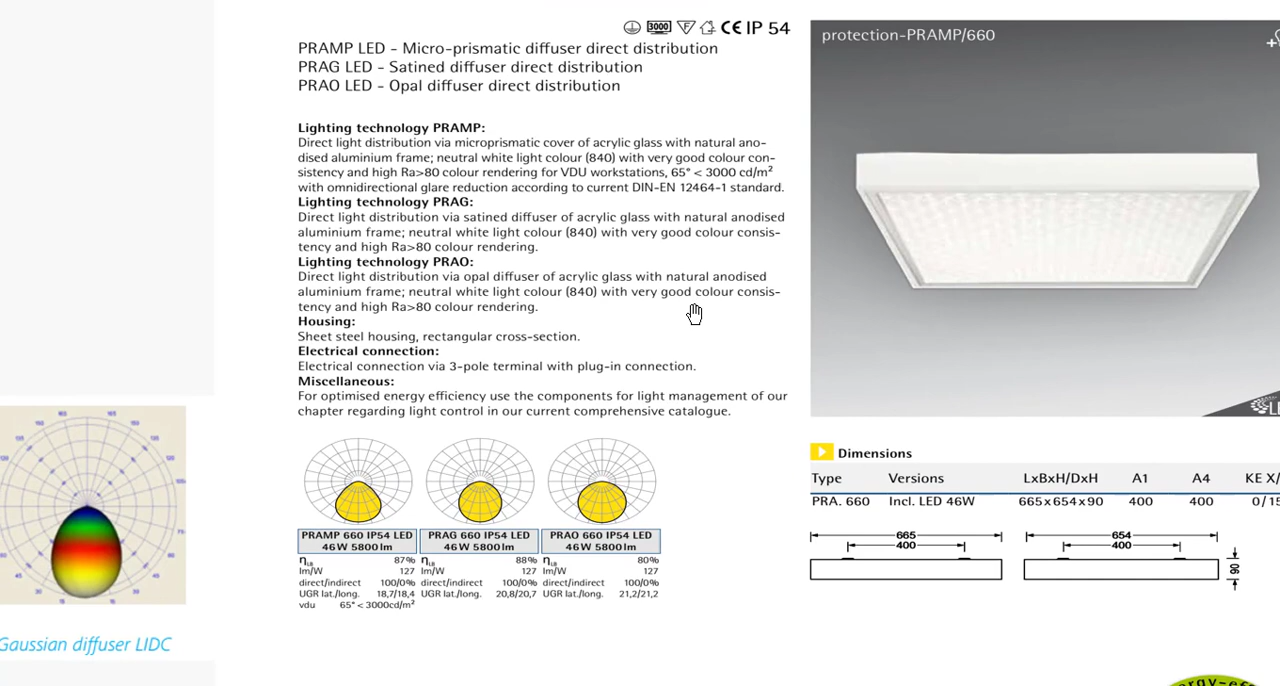 3000 F CE IP 54
PRAMP LED - Micro-prismatic diffuser direct distribution
PRAG LED - Satined diffuser direct distribution
PRAO LED - Opal diffuser direct distribution
Lighting technology PRAMP:
Direct light distribution via microprismatic cover of acrylic glass with natural ano-
dised aluminium frame; neutral white light colour (840) with very good colour con-
sistency and high Ra>80 colour rendering for VDU workstations, 65° < 3000 cd/m²
with omnidirectional glare reduction according to current DIN-EN 12464-1 standard.
Lighting technology PRAG:
Direct light distribution via satined diffuser of acrylic glass with natural anodised
aluminium frame; neutral white light colour (840) with very good colour consis-
tency and high Ra>80 colour rendering.
Lighting technology PRAO:
Direct light distribution via opal diffuser of acrylic glass with natural anodised
aluminium frame; neutral white light colour (840) with very good colour consis-
tency and high Ra>80 colour rendering.
Housing:
Sheet steel housing, rectangular cross-section.
Electrical connection:
Electrical connection via 3-pole terminal with plug-in connection.
Miscellaneous:
For optimised energy efficiency use the components for light management of our
chapter regarding light control in our current comprehensive catalogue.
PRAMP 660 IP54 LED
46W 5800lm
ηLB 87%
lm/W 127
direct/indirect 100/0%
UGR lat./long. 18,7/18,4
vdu 65° < 3000cd/m²
PRAG 660 IP54 LED
46W 5800lm
ηLB 88%
lm/W 127
direct/indirect 100/0%
UGR lat./long. 20,8/20,7
PRAO 660 IP54 LED
46W 5800lm
ηLB 80%
lm/W 127
direct/indirect 100/0%
UGR lat./long. 21,2/21,2
Gaussian diffuser LIDC
protection-PRAMP/660
Dimensions
Type Versions LxBxH/DxH A1 A4 KE X/
PRA. 660 Incl. LED 46W 665x654x90 400 400 0/15
665
400
654
400
90